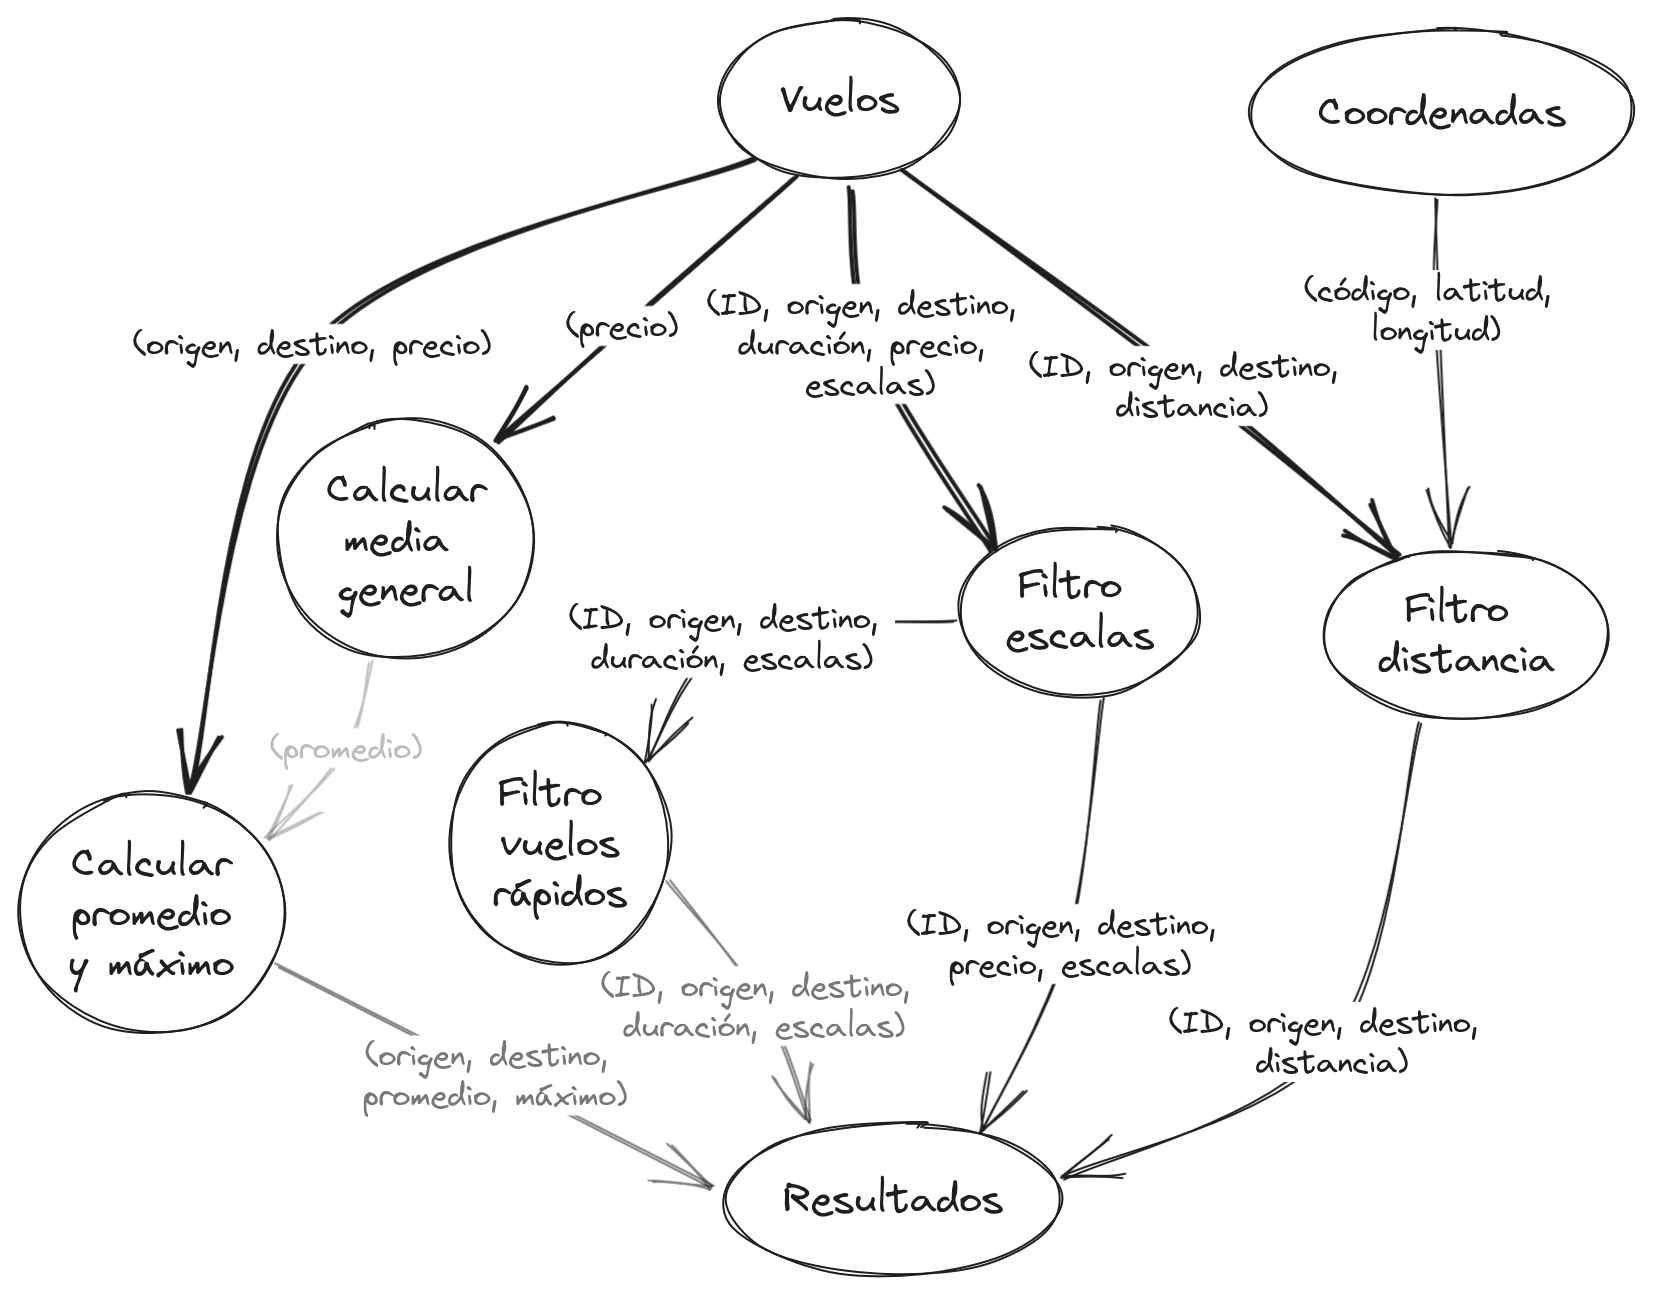 Vuelos
Coordenadas
(origen, destino, precio)
(precio)
(ID, origen, destino,
duración, precio,
escalas)
(ID, origen, destino,
distancia)
(código, latitud,
longitud)
Calcular
media
general
Filtro
escalas
Filtro
distancia
(ID, origen, destino,
duración, escalas)
(promedio)
Filtro
vuelos
rápidos
Calcular
promedio
y máximo
(ID, origen, destino,
precio, escalas)
(ID, origen, destino,
duración, escalas)
(ID, origen, destino,
distancia)
(origen, destino,
promedio, máximo)
Resultados